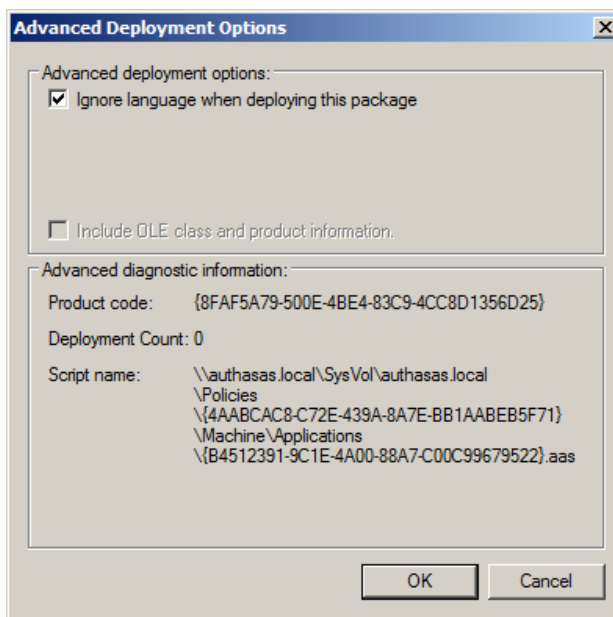 Advanced Deployment Options
Advanced deployment options:
Ignore language when deploying this package
Include OLE class and product information.
Advanced diagnostic information:
Product code: {8FAF5A79-500E-4BE4-83C9-4CC8D1356D25}
Deployment Count: 0
Script name: \\authasas.local\SysVol\authasas.local
\Policies
\{4AABCAC8-C72E-439A-8A7E-BB1AABEB5F71}
\Machine\Applications
\{B4512391-9C1E-4A00-88A7-C00C99679522}.aas
OK Cancel